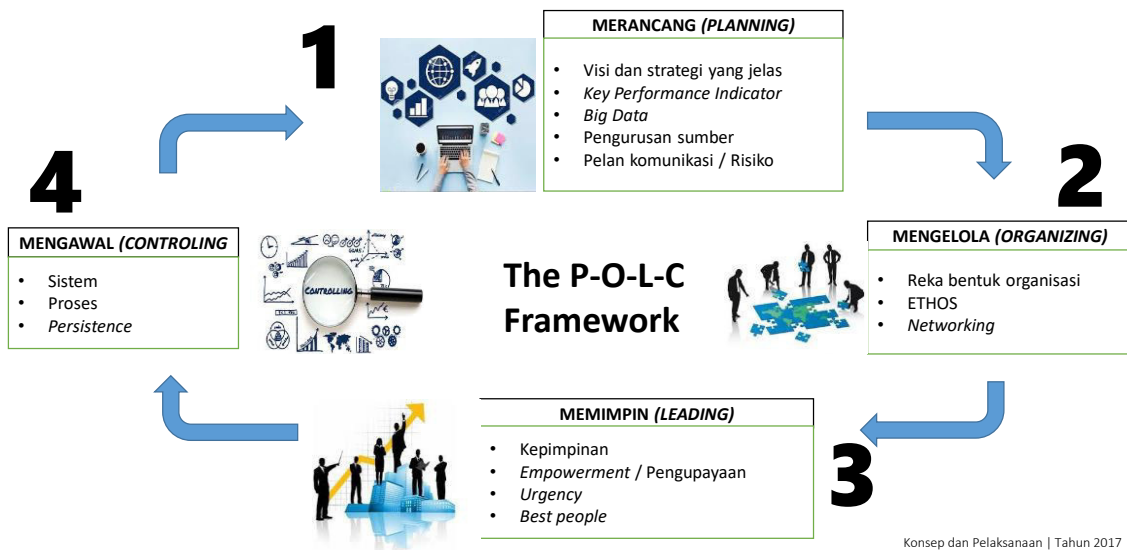 1
MERANCANG (PLANNING)
• Visi dan strategi yang jelas
• Key Performance Indicator
• Big Data
• Pengurusan sumber
• Pelan komunikasi / Risiko
2
MENGELOLA (ORGANIZING)
• Reka bentuk organisasi
• ETHOS
• Networking
The P-O-L-C
Framework
3
MEMIMPIN (LEADING)
• Kepimpinan
• Empowerment / Pengupayaan
• Urgency
• Best people
4
MENGAWAL (CONTROLING
• Sistem
• Proses
• Persistence
CONTROLLING
Konsep dan Pelaksanaan | Tahun 2017